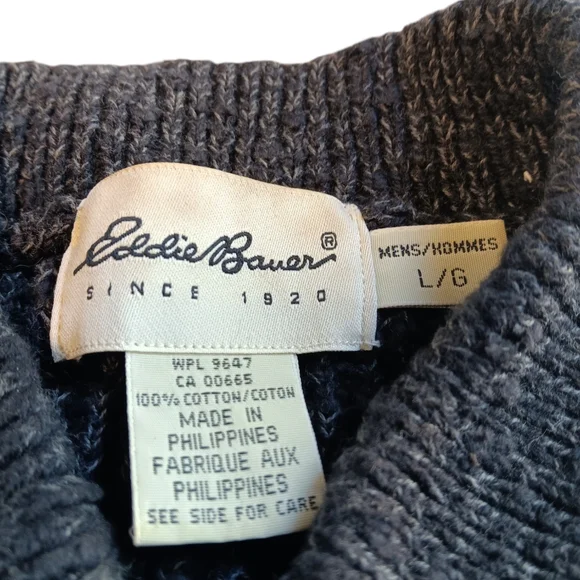 Eddie Bauer®
SINCE 1920
MENS/HOMMES
L/G
WPL 9647
CA 00665
100% COTTON/COTON
MADE IN
PHILIPPINES
FABRIQUE AUX
PHILIPPINES
SEE SIDE FOR CARE